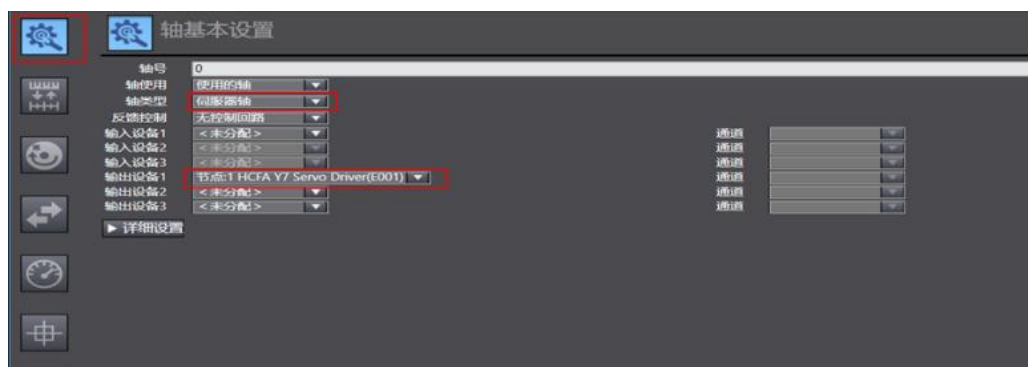 轴基本设置
轴号 0
轴使用 使用的轴
轴类型 伺服器轴
反馈控制 无控制回路
输入设备1 <未分配> 通道
输入设备2 <未分配> 通道
输入设备3 <未分配> 通道
输出设备1 节点:1 HCFA Y7 Servo Driver(E001) 通道
输出设备2 <未分配> 通道
输出设备3 <未分配> 通道
▶ 详细设置